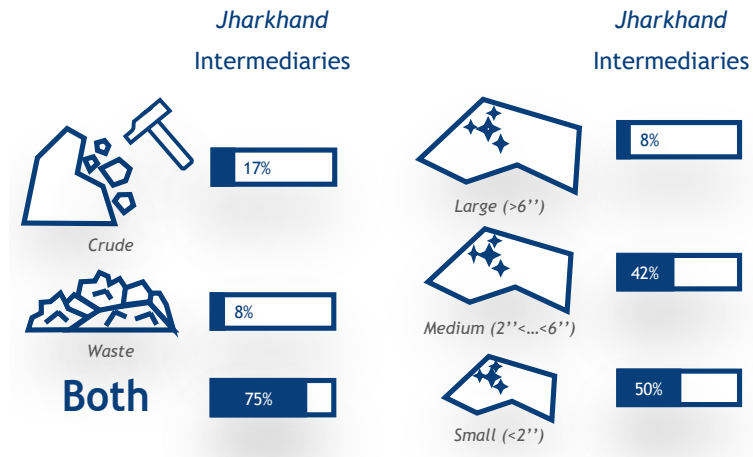 Jharkhand
Intermediaries
17%
Crude
8%
Waste
Both
75%
Jharkhand
Intermediaries
8%
Large (>6’’)
42%
Medium (2’’<…<6’’)
50%
Small (<2’’)